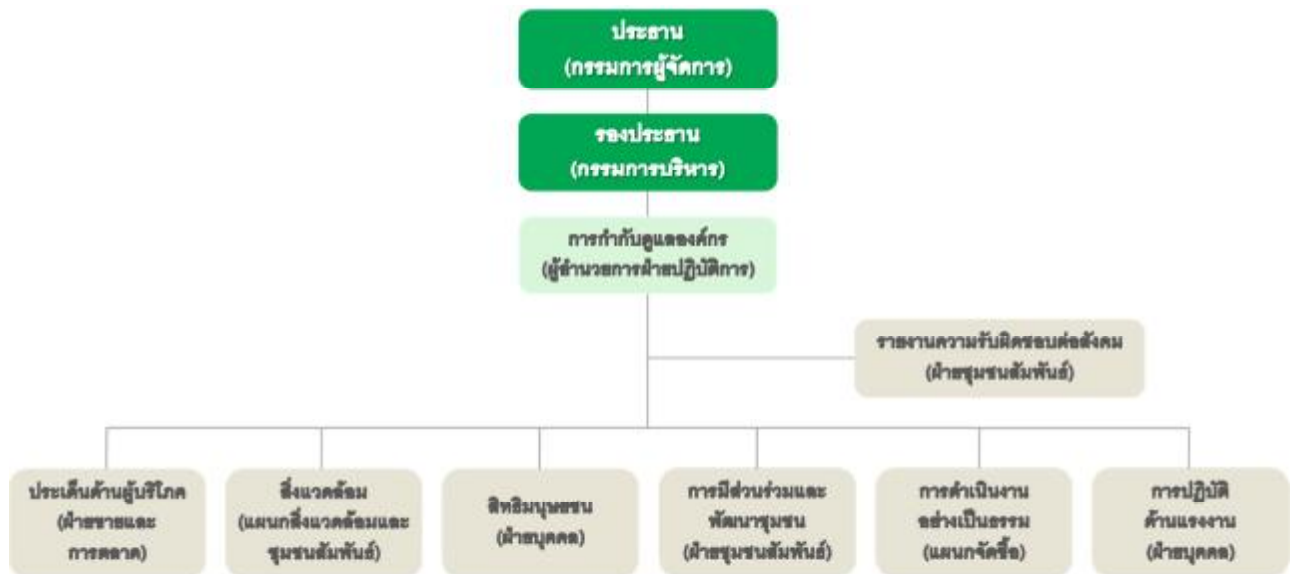 ประธาน
(กรรมการผู้จัดการ)
รองประธาน
(กรรมการบริหาร)
การกำกับดูแลองค์กร
(ผู้อำนวยการฝ่ายปฏิบัติการ)
รายงานความรับผิดชอบต่อสังคม
(ฝ่ายชุมชนสัมพันธ์)
ประเด็นด้านผู้บริโภค
(ฝ่ายขายและ
การตลาด)
สิ่งแวดล้อม
(แผนกสิ่งแวดล้อมและ
ชุมชนสัมพันธ์)
สิทธิมนุษยชน
(ฝ่ายบุคคล)
การมีส่วนร่วมและ
พัฒนาชุมชน
(ฝ่ายชุมชนสัมพันธ์)
การดำเนินงาน
อย่างเป็นธรรม
(แผนกจัดซื้อ)
การปฏิบัติ
ด้านแรงงาน
(ฝ่ายบุคคล)